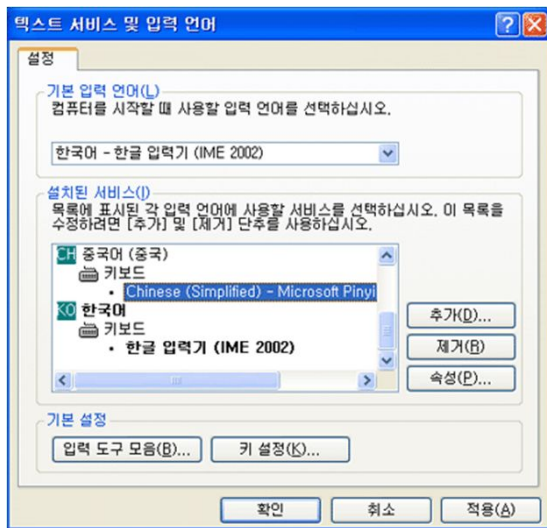 텍스트 서비스 및 입력 언어
설정
기본 입력 언어(L)
컴퓨터를 시작할 때 사용할 입력 언어를 선택하십시오.
한국어 - 한글 입력기 (IME 2002)
설치된 서비스(I)
목록에 표시된 각 입력 언어에 사용할 서비스를 선택하십시오. 이 목록을
수정하려면 [추가] 및 [제거] 단추를 사용하십시오.
CH 중국어 (중국)
키보드
• Chinese (Simplified) - Microsoft Pinyi
KO 한국어
키보드
• 한글 입력기 (IME 2002)
추가(D)...
제거(R)
속성(P)...
기본 설정
입력 도구 모음(B)... 키 설정(K)...
확인 취소 적용(A)